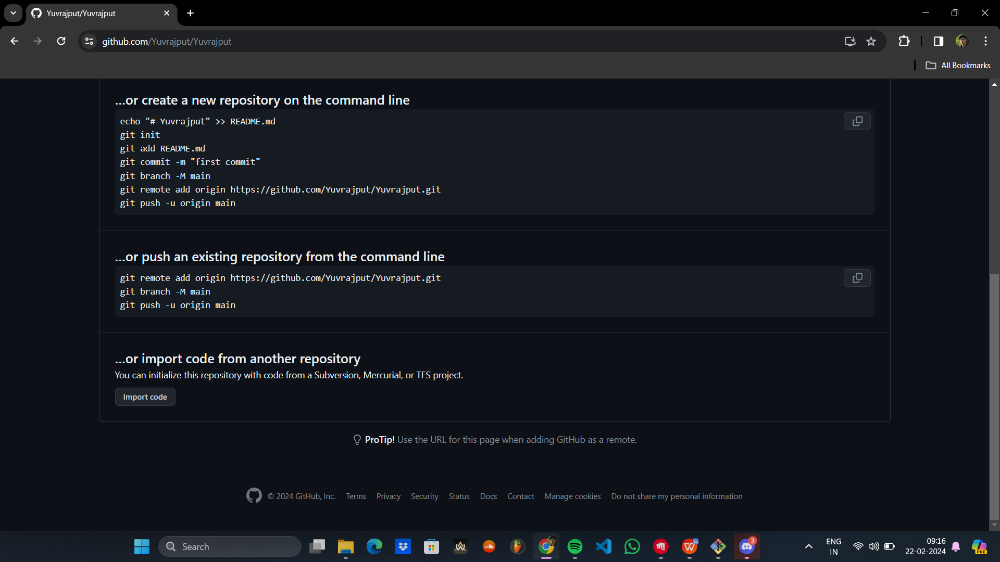 Yuvrajput/Yuvrajput
github.com/Yuvrajput/Yuvrajput
All Bookmarks
...or create a new repository on the command line
echo "# Yuvrajput" >> README.md
git init
git add README.md
git commit -m "first commit"
git branch -M main
git remote add origin https://github.com/Yuvrajput/Yuvrajput.git
git push -u origin main
...or push an existing repository from the command line
git remote add origin https://github.com/Yuvrajput/Yuvrajput.git
git branch -M main
git push -u origin main
...or import code from another repository
You can initialize this repository with code from a Subversion, Mercurial, or TFS project.
Import code
ProTip! Use the URL for this page when adding GitHub as a remote.
© 2024 GitHub, Inc. Terms Privacy Security Status Docs Contact Manage cookies Do not share my personal information
Search
3
ENG
IN
09:16
22-02-2024
PRE